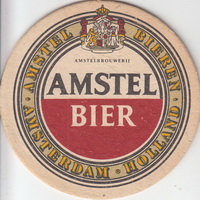 AMSTEL · BIEREN
AMSTELBROUWERIJ
AMSTEL
BIER
AMSTERDAM · HOLLAND